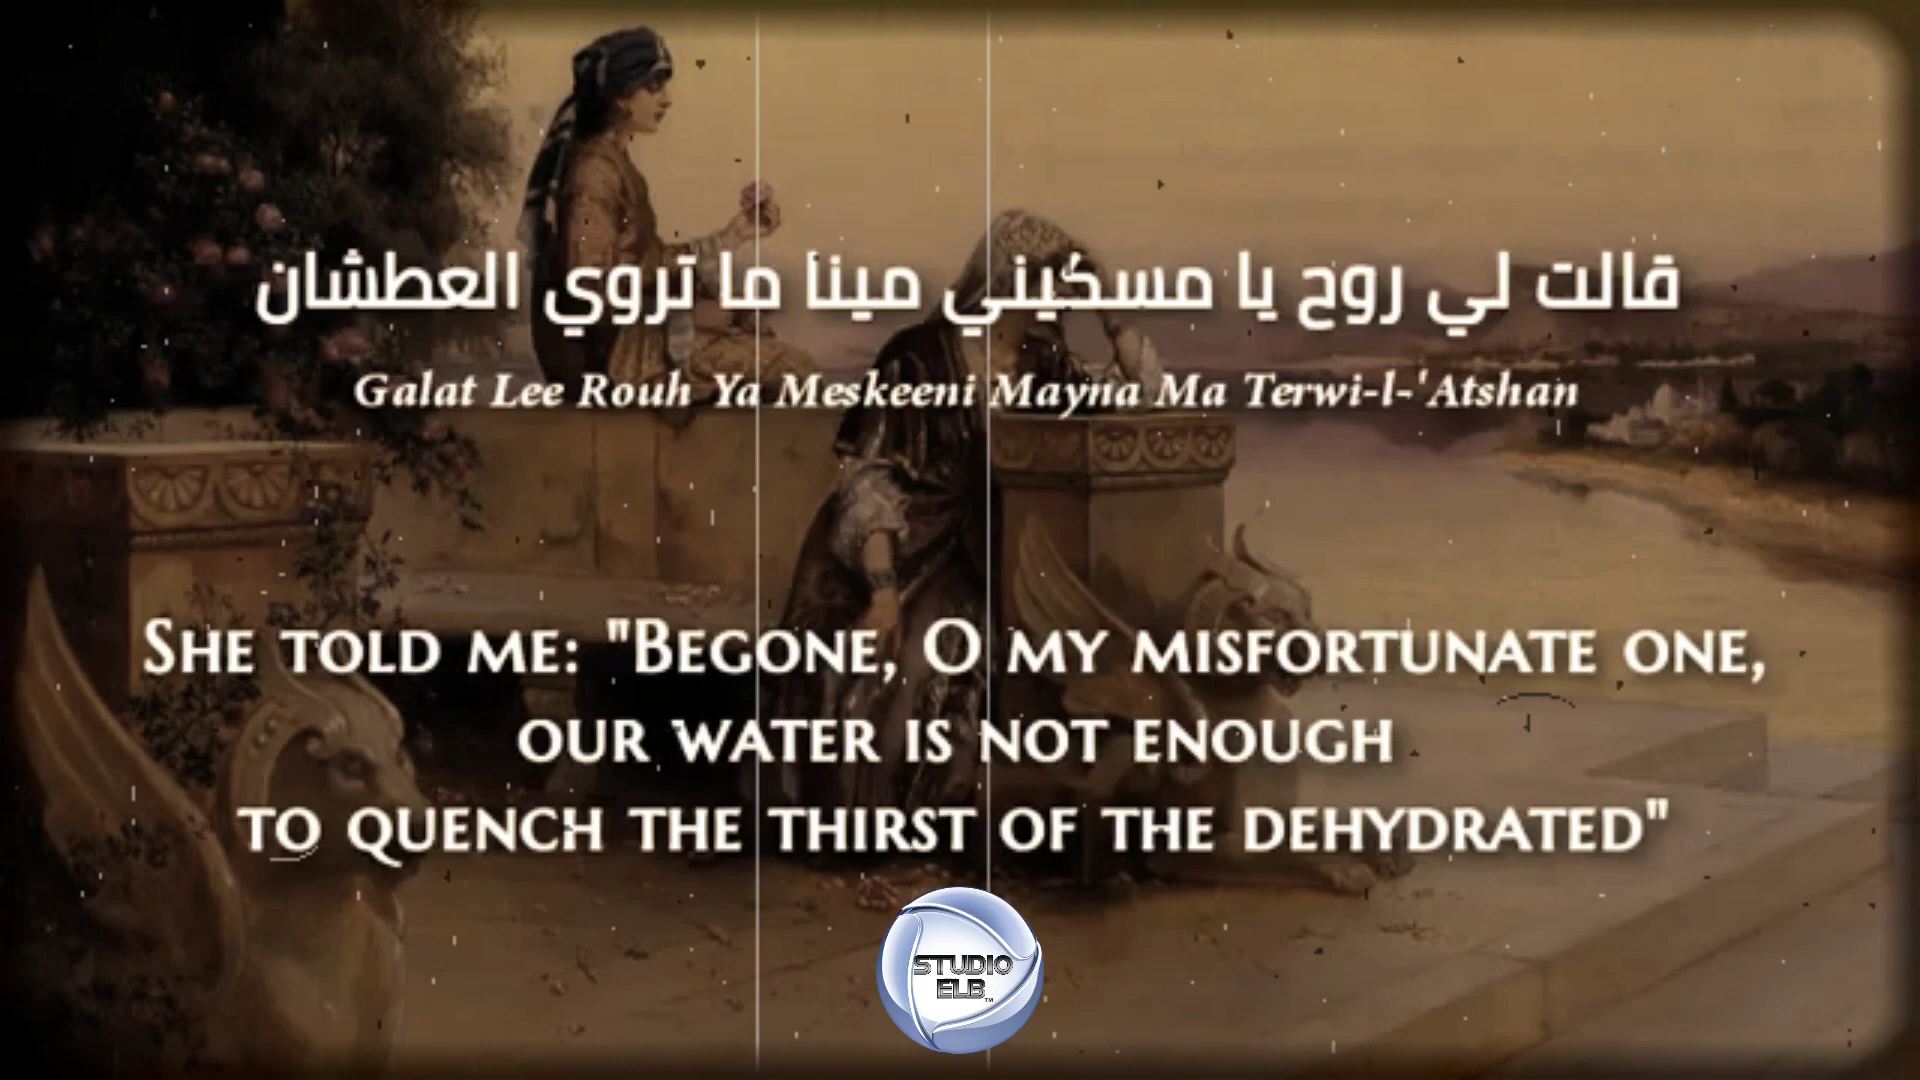 قالت لي روح يا مسكيني مينا ما تروي العطشان
Galat Lee Rouh Ya Meskeeni Mayna Ma Terwi-l-'Atshan
She told me: "Begone, O my misfortunate one,
our water is not enough
to quench the thirst of the dehydrated"
STUDIO
ELB™